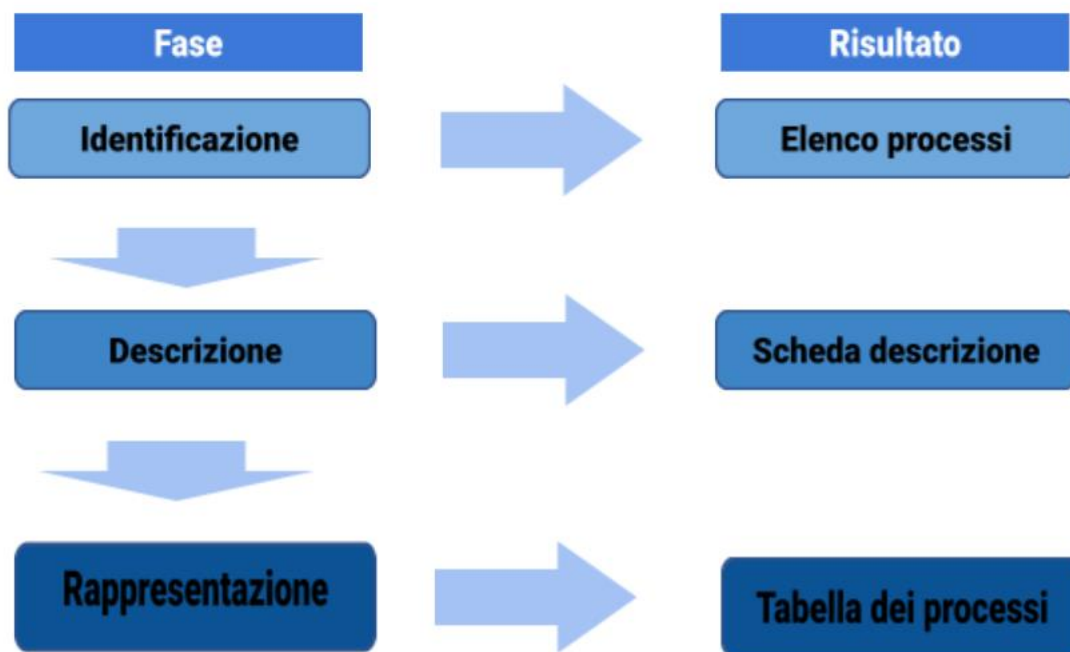 Fase
Risultato
Identificazione
Elenco processi
Descrizione
Scheda descrizione
Rappresentazione
Tabella dei processi